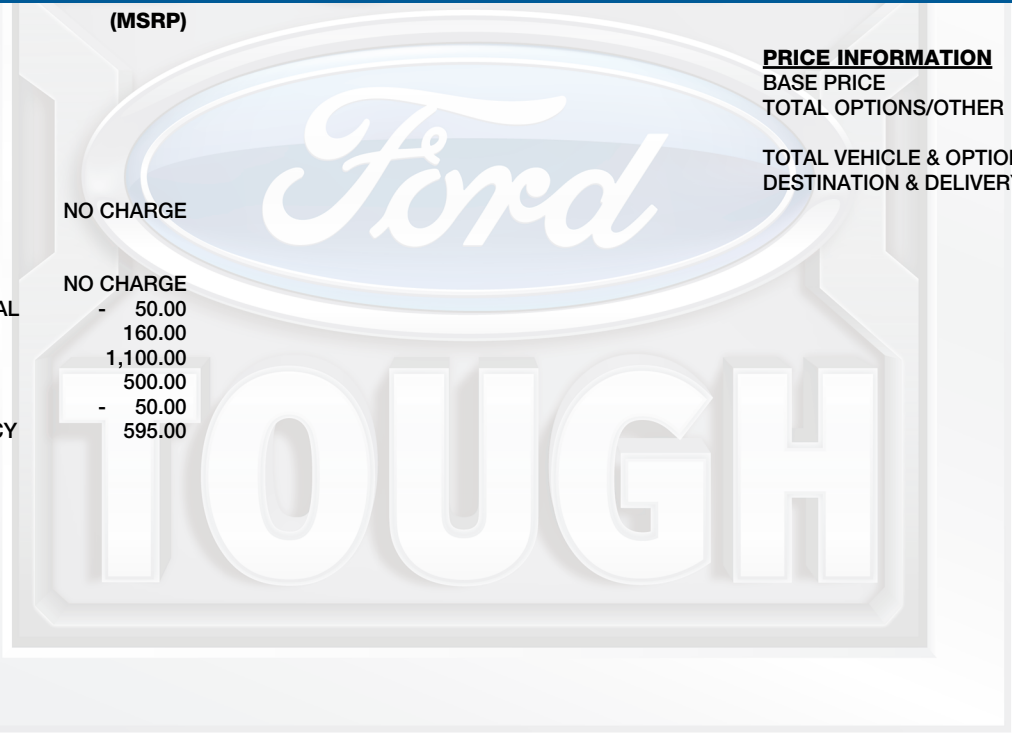 (MSRP)
PRICE INFORMATION
BASE PRICE
TOTAL OPTIONS/OTHER
TOTAL VEHICLE & OPTION
DESTINATION & DELIVERY
NO CHARGE
NO CHARGE
AL - 50.00
160.00
1,100.00
500.00
- 50.00
CY 595.00
Ford
TOUGH